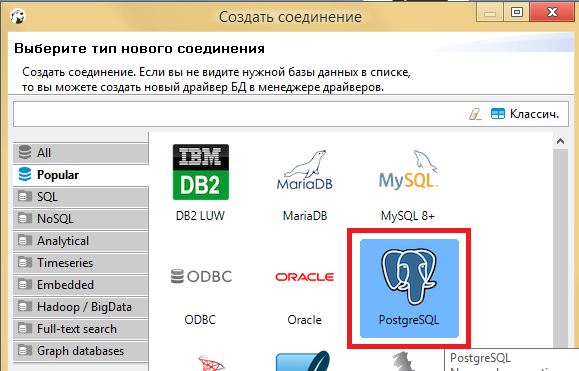 Создать соединение
Выберите тип нового соединения
Создать соединение. Если вы не видите нужной базы данных в списке,
то вы можете создать новый драйвер БД в менеджере драйверов.
Классич.
All
Popular
SQL
NoSQL
Analytical
Timeseries
Embedded
Hadoop / BigData
Full-text search
Graph databases
IBM
DB2
DB2 LUW
MariaDB
MariaDB
MySQL
MySQL 8+
ODBC
ODBC
ORACLE
Oracle
PostgreSQL
PostgreSQL